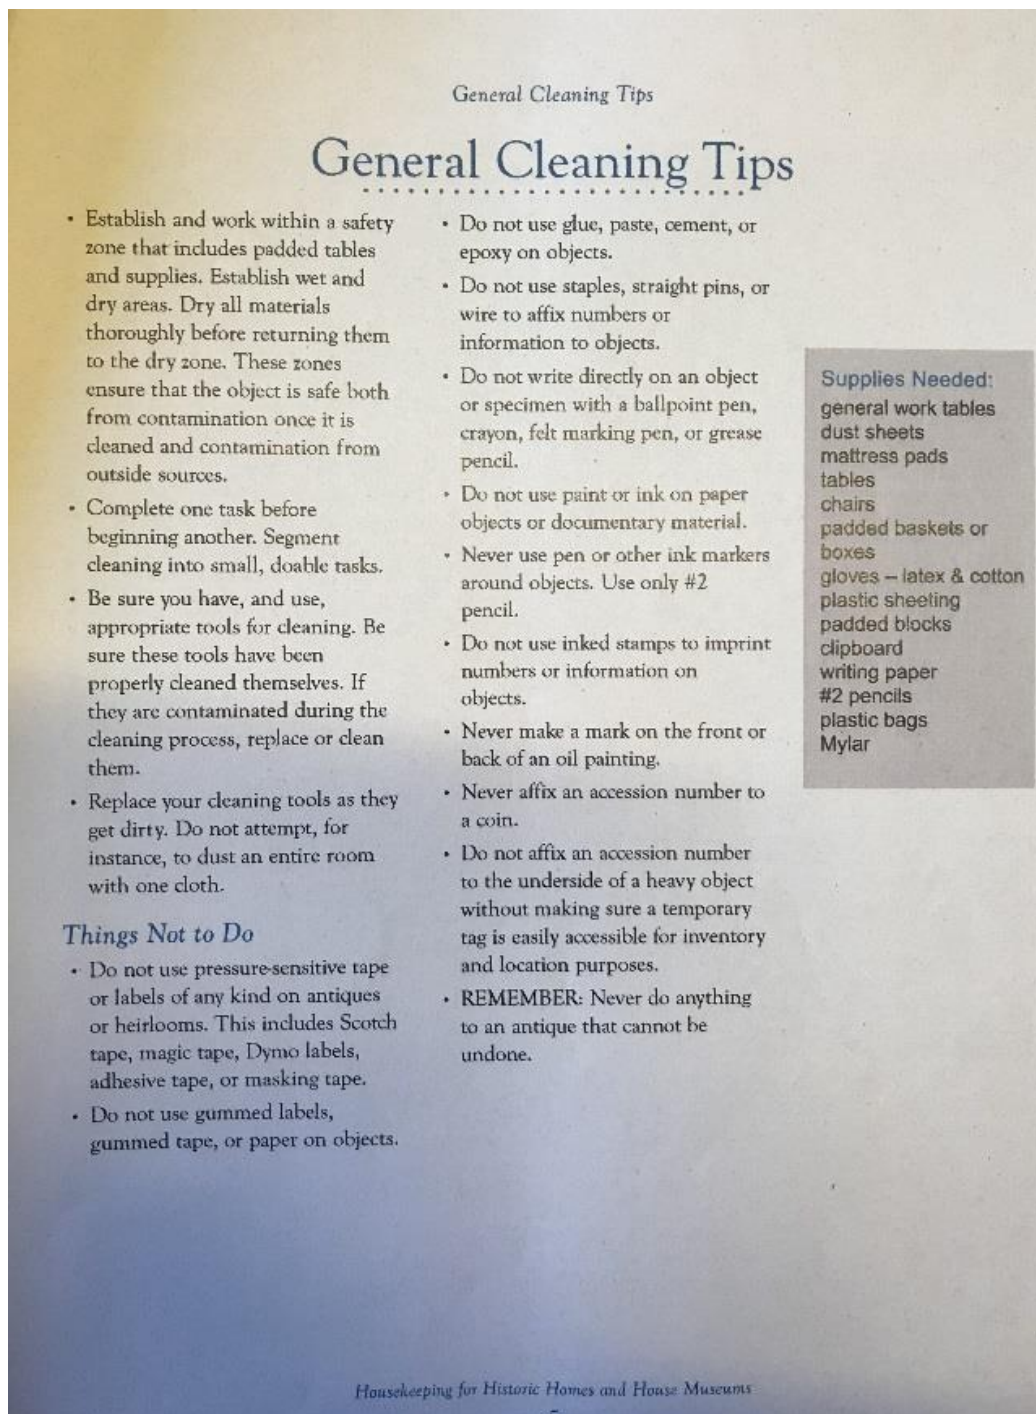 General Cleaning Tips
General Cleaning Tips
• Establish and work within a safety
zone that includes padded tables
and supplies. Establish wet and
dry areas. Dry all materials
thoroughly before returning them
to the dry zone. These zones
ensure that the object is safe both
from contamination once it is
cleaned and contamination from
outside sources.
• Complete one task before
beginning another. Segment
cleaning into small, doable tasks.
• Be sure you have, and use,
appropriate tools for cleaning. Be
sure these tools have been
properly cleaned themselves. If
they are contaminated during the
cleaning process, replace or clean
them.
• Replace your cleaning tools as they
get dirty. Do not attempt, for
instance, to dust an entire room
with one cloth.
Things Not to Do
• Do not use pressure-sensitive tape
or labels of any kind on antiques
or heirlooms. This includes Scotch
tape, magic tape, Dymo labels,
adhesive tape, or masking tape.
• Do not use gummed labels,
gummed tape, or paper on objects.
• Do not use glue, paste, cement, or
epoxy on objects.
• Do not use staples, straight pins, or
wire to affix numbers or
information to objects.
• Do not write directly on an object
or specimen with a ballpoint pen,
crayon, felt marking pen, or grease
pencil.
• Do not use paint or ink on paper
objects or documentary material.
• Never use pen or other ink markers
around objects. Use only #2
pencil.
• Do not use inked stamps to imprint
numbers or information on
objects.
• Never make a mark on the front or
back of an oil painting.
• Never affix an accession number to
a coin.
• Do not affix an accession number
to the underside of a heavy object
without making sure a temporary
tag is easily accessible for inventory
and location purposes.
• REMEMBER: Never do anything
to an antique that cannot be
undone.
Supplies Needed:
general work tables
dust sheets
mattress pads
tables
chairs
padded baskets or
boxes
gloves – latex & cotton
plastic sheeting
padded blocks
clipboard
writing paper
#2 pencils
plastic bags
Mylar
Housekeeping for Historic Homes and House Museums